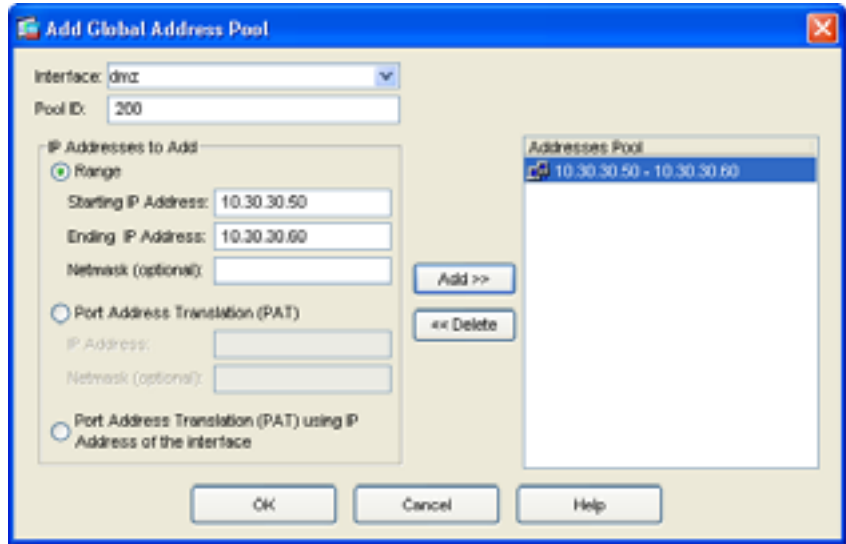 Add Global Address Pool
Interface: dmz
Pool ID: 200
IP Addresses to Add
Range
Starting IP Address: 10.30.30.50
Ending IP Address: 10.30.30.60
Netmask (optional):
Port Address Translation (PAT)
IP Address:
Netmask (optional):
Port Address Translation (PAT) using IP
Address of the interface
Add >>
<< Delete
Addresses Pool
10.30.30.50 - 10.30.30.60
OK
Cancel
Help